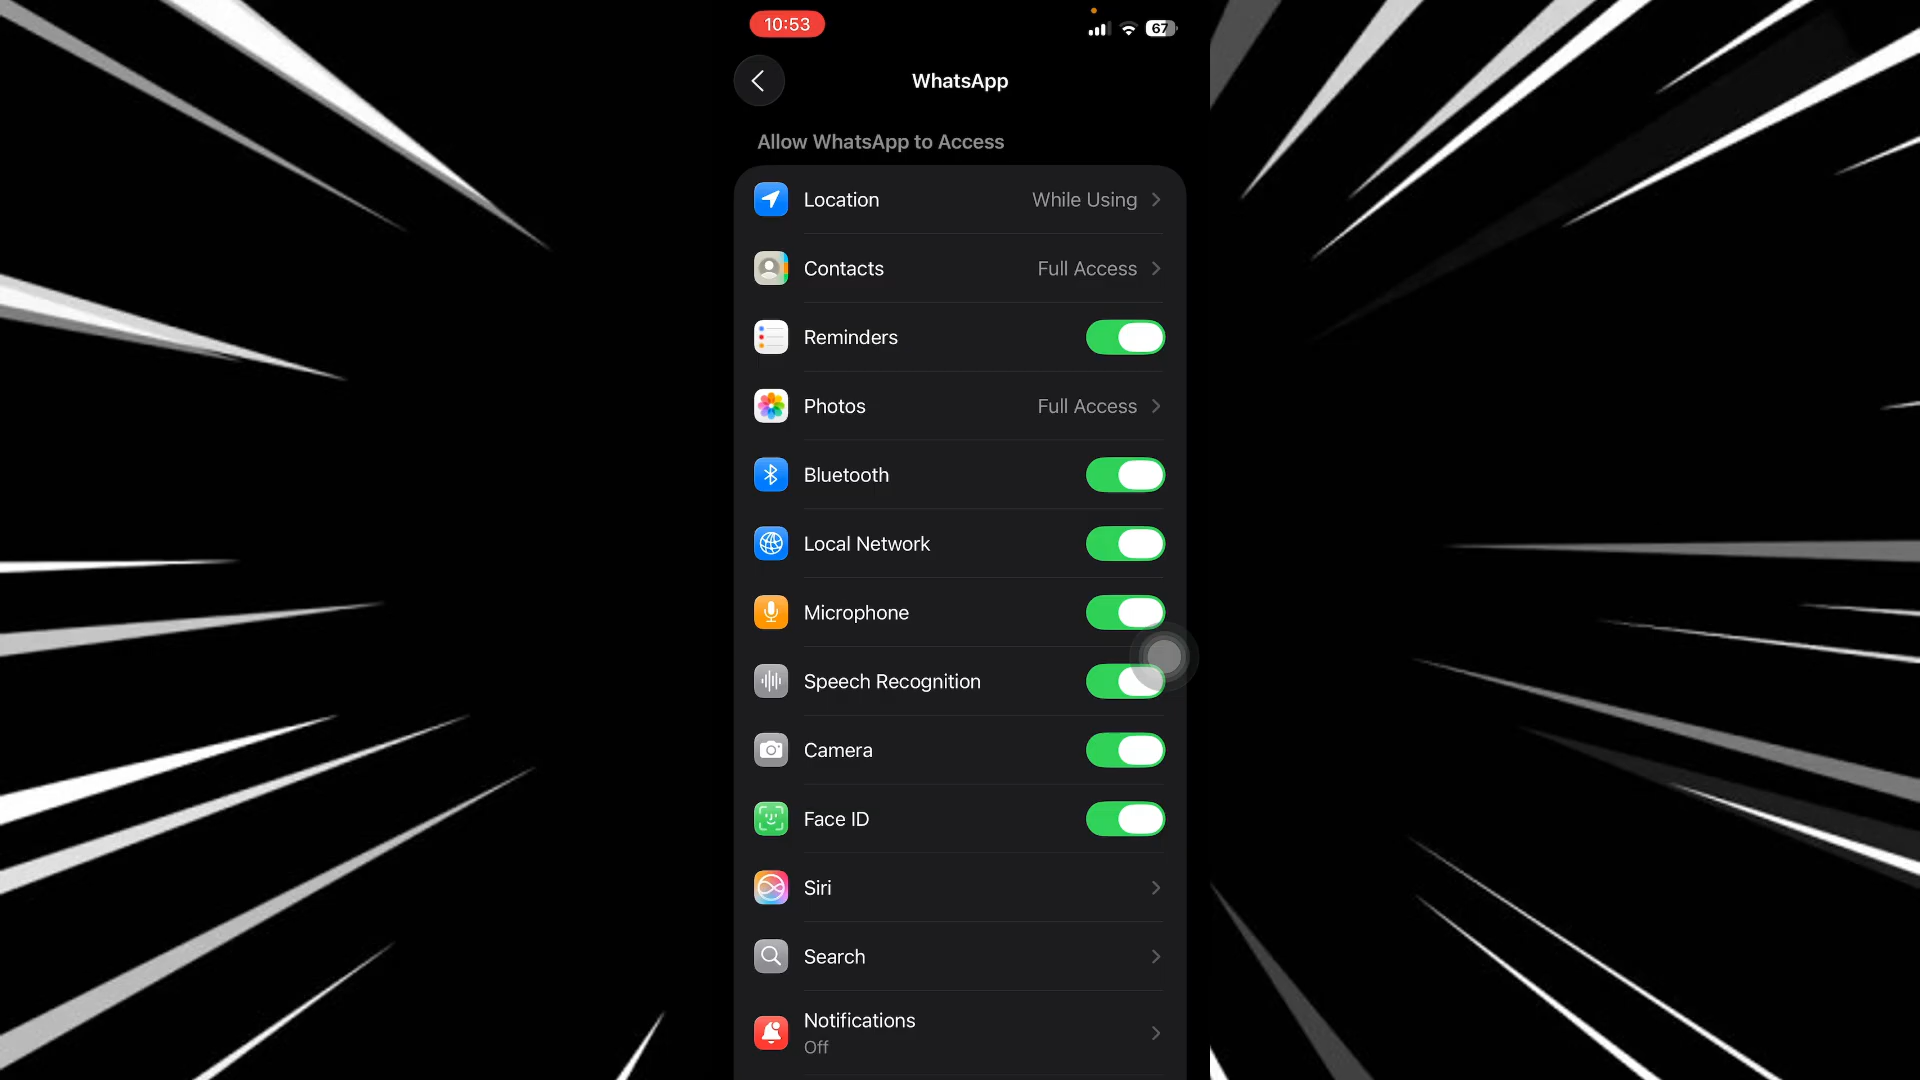 10:53
67
WhatsApp
Allow WhatsApp to Access
Location While Using
Contacts Full Access
Reminders
Photos Full Access
Bluetooth
Local Network
Microphone
Speech Recognition
Camera
Face ID
Siri
Search
Notifications
Off